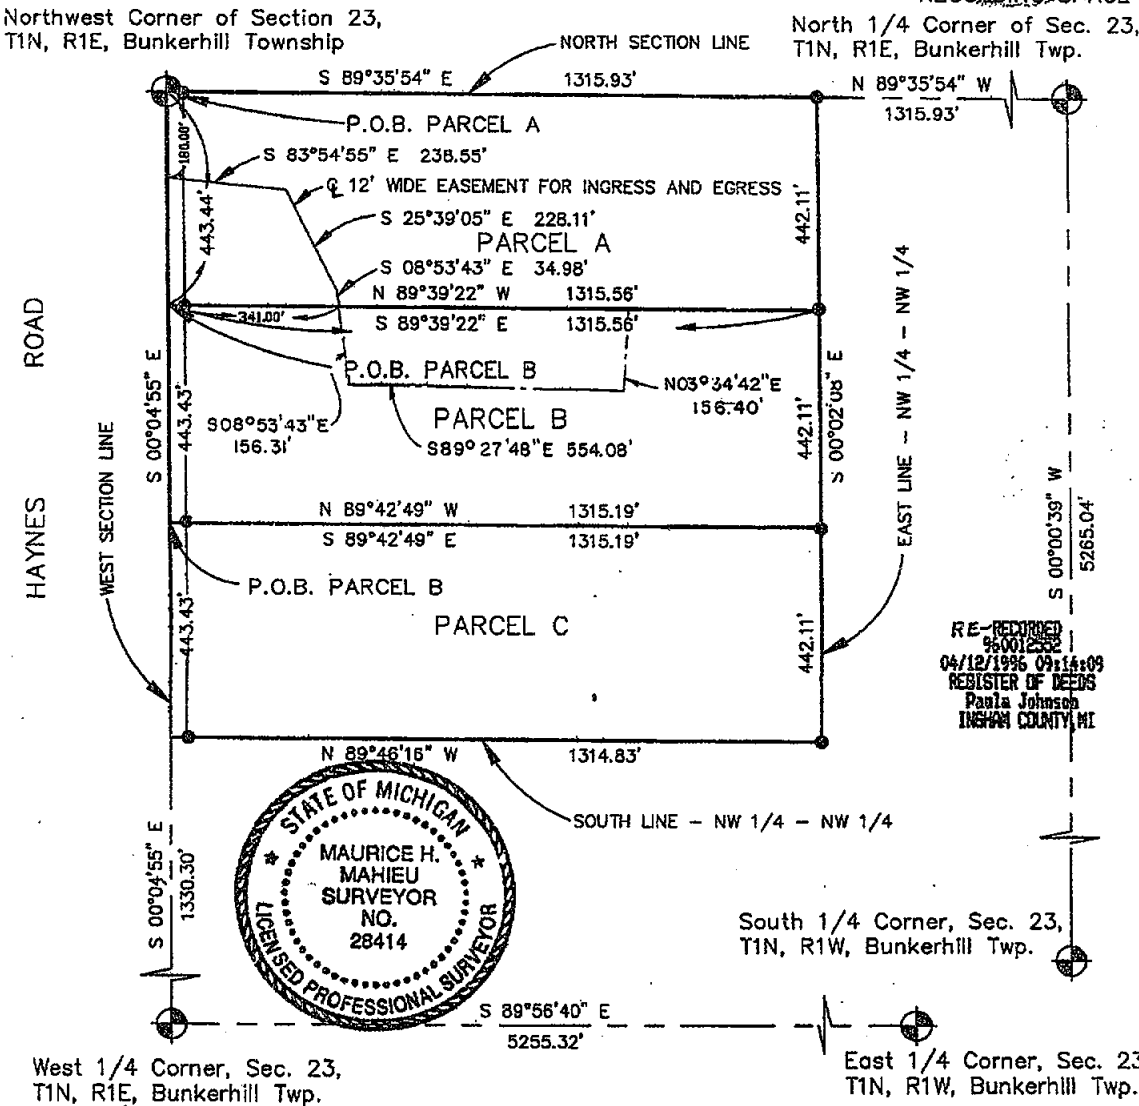 Northwest Corner of Section 23,
T1N, R1E, Bunkerhill Township
North 1/4 Corner of Sec. 23,
T1N, R1E, Bunkerhill Twp.
NORTH SECTION LINE
S 89°35'54" E 1315.93'
N 89°35'54" W
1315.93'
P.O.B. PARCEL A
180.00'
S 83°54'55" E 238.55'
℄ 12' WIDE EASEMENT FOR INGRESS AND EGRESS
443.44'
S 25°39'05" E 228.11'
442.11'
PARCEL A
S 08°53'43" E 34.98'
N 89°39'22" W 1315.56'
341.00'
S 89°39'22" E 1315.56'
HAYNES ROAD
S 00°04'55" E
WEST SECTION LINE
443.43'
P.O.B. PARCEL B
N03°34'42"E
156.40'
PARCEL B
S08°53'43"E
156.31'
S89°27'48"E 554.08'
442.11'
S 00°02'08" E
EAST LINE - NW 1/4 - NW 1/4
N 89°42'49" W 1315.19'
S 89°42'49" E 1315.19'
P.O.B. PARCEL B
S 00°00'39" W
5265.04'
443.43'
PARCEL C
442.11'
RE-RECORDED
960012552
04/12/1996 09:14:09
REGISTER OF DEEDS
Paula Johnson
INGHAM COUNTY, MI
N 89°46'16" W 1314.83'
SOUTH LINE - NW 1/4 - NW 1/4
S 00°04'55" E
1330.30'
STATE OF MICHIGAN
MAURICE H.
MAHIEU
SURVEYOR
NO.
28414
LICENSED PROFESSIONAL SURVEYOR
South 1/4 Corner, Sec. 23,
T1N, R1W, Bunkerhill Twp.
S 89°56'40" E
5255.32'
West 1/4 Corner, Sec. 23,
T1N, R1E, Bunkerhill Twp.
East 1/4 Corner, Sec. 23
T1N, R1W, Bunkerhill Twp.